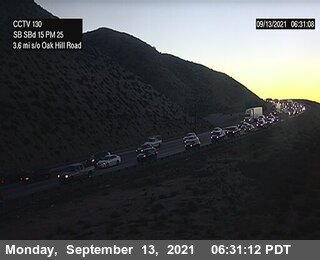 CCTV 130
SB SBd 15 PM 25
3.6 mi s/o Oak Hill Road
09/13/2021 06:31:08
Monday, September 13, 2021 06:31:12 PDT